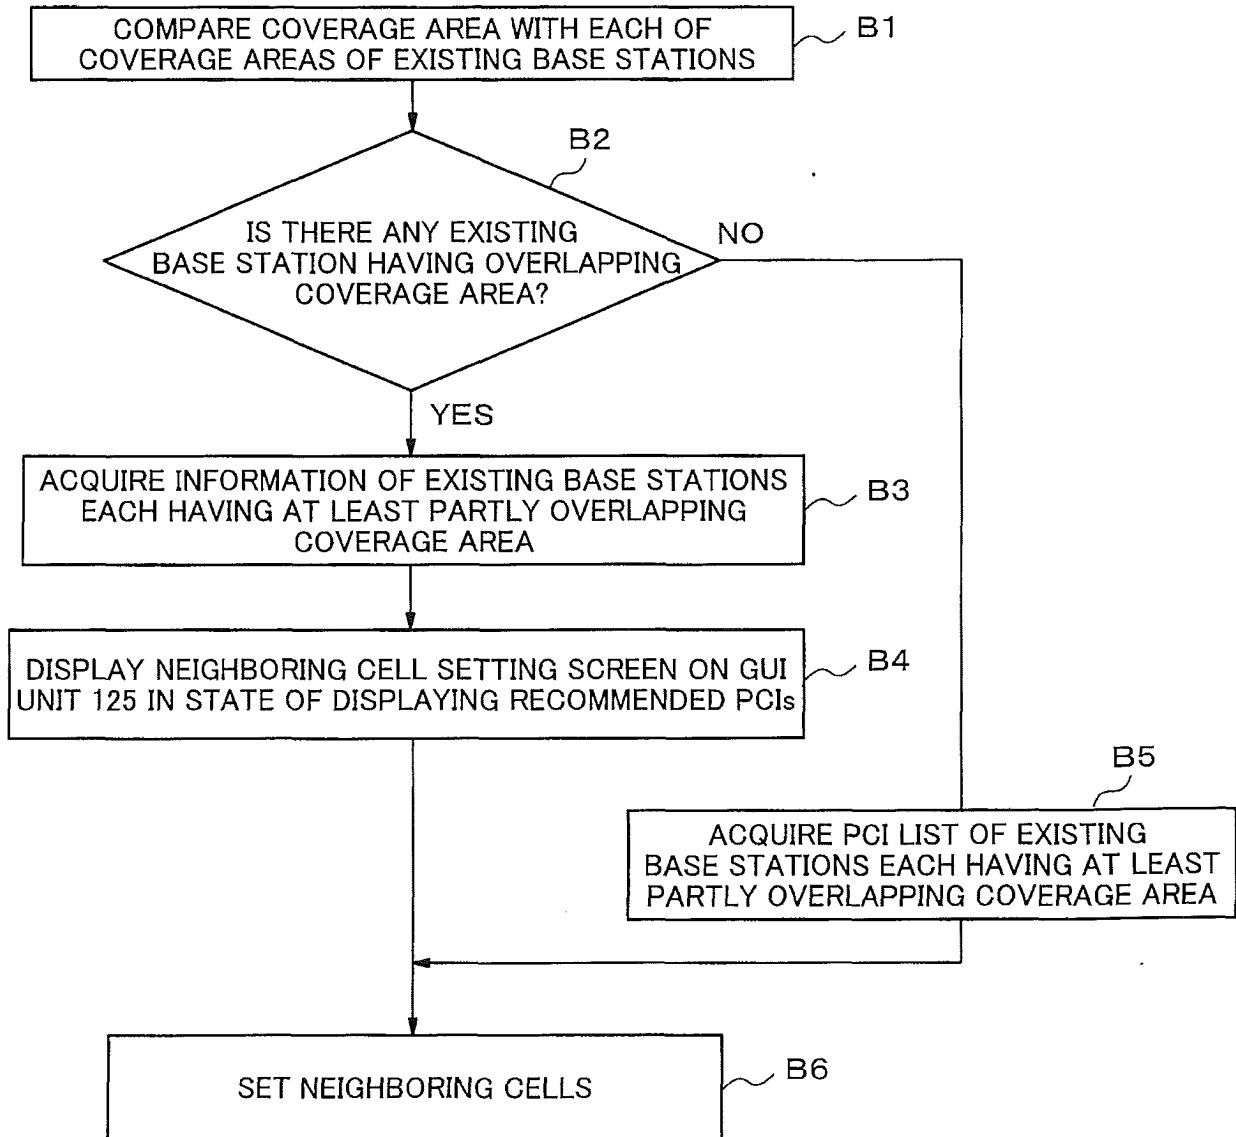 COMPARE COVERAGE AREA WITH EACH OF
COVERAGE AREAS OF EXISTING BASE STATIONS
B1
B2
IS THERE ANY EXISTING
BASE STATION HAVING OVERLAPPING
COVERAGE AREA?
NO
YES
ACQUIRE INFORMATION OF EXISTING BASE STATIONS
EACH HAVING AT LEAST PARTLY OVERLAPPING
COVERAGE AREA
B3
DISPLAY NEIGHBORING CELL SETTING SCREEN ON GUI
UNIT 125 IN STATE OF DISPLAYING RECOMMENDED PCIs
B4
B5
ACQUIRE PCI LIST OF EXISTING
BASE STATIONS EACH HAVING AT LEAST
PARTLY OVERLAPPING COVERAGE AREA
SET NEIGHBORING CELLS
B6